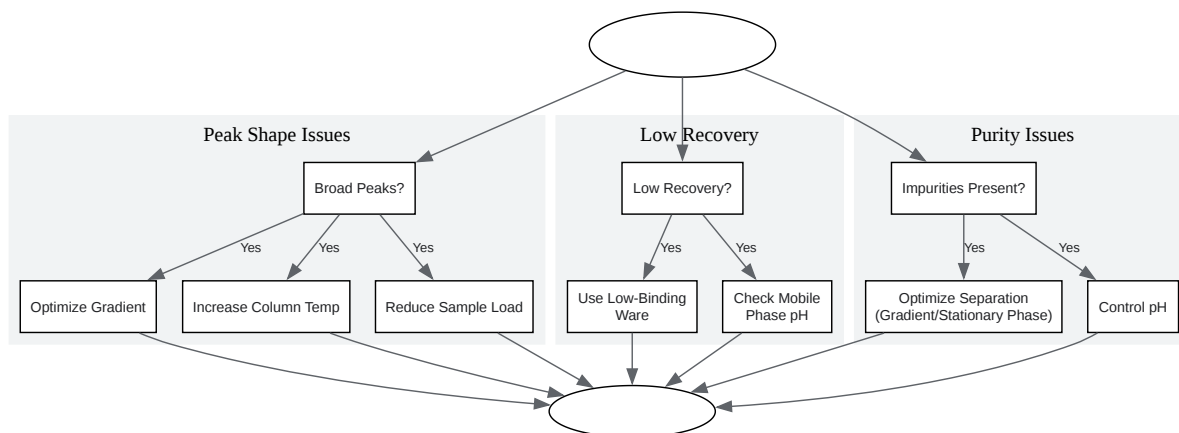 Peak Shape Issues
Low Recovery
Purity Issues
Broad Peaks?
Low Recovery?
Impurities Present?
Yes
Yes
Yes
Yes
Yes
Yes
Yes
Optimize Gradient
Increase Column Temp
Reduce Sample Load
Use Low-Binding
Ware
Check Mobile
Phase pH
Optimize Separation
(Gradient/Stationary Phase)
Control pH